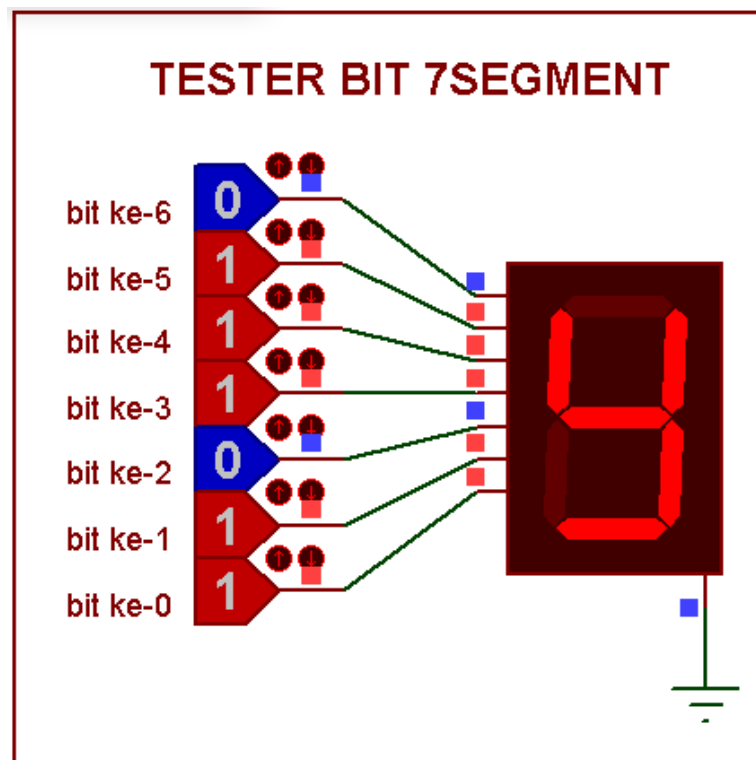 TESTER BIT 7SEGMENT
bit ke-6 0
bit ke-5 1
bit ke-4 1
bit ke-3 1
bit ke-2 0
bit ke-1 1
bit ke-0 1